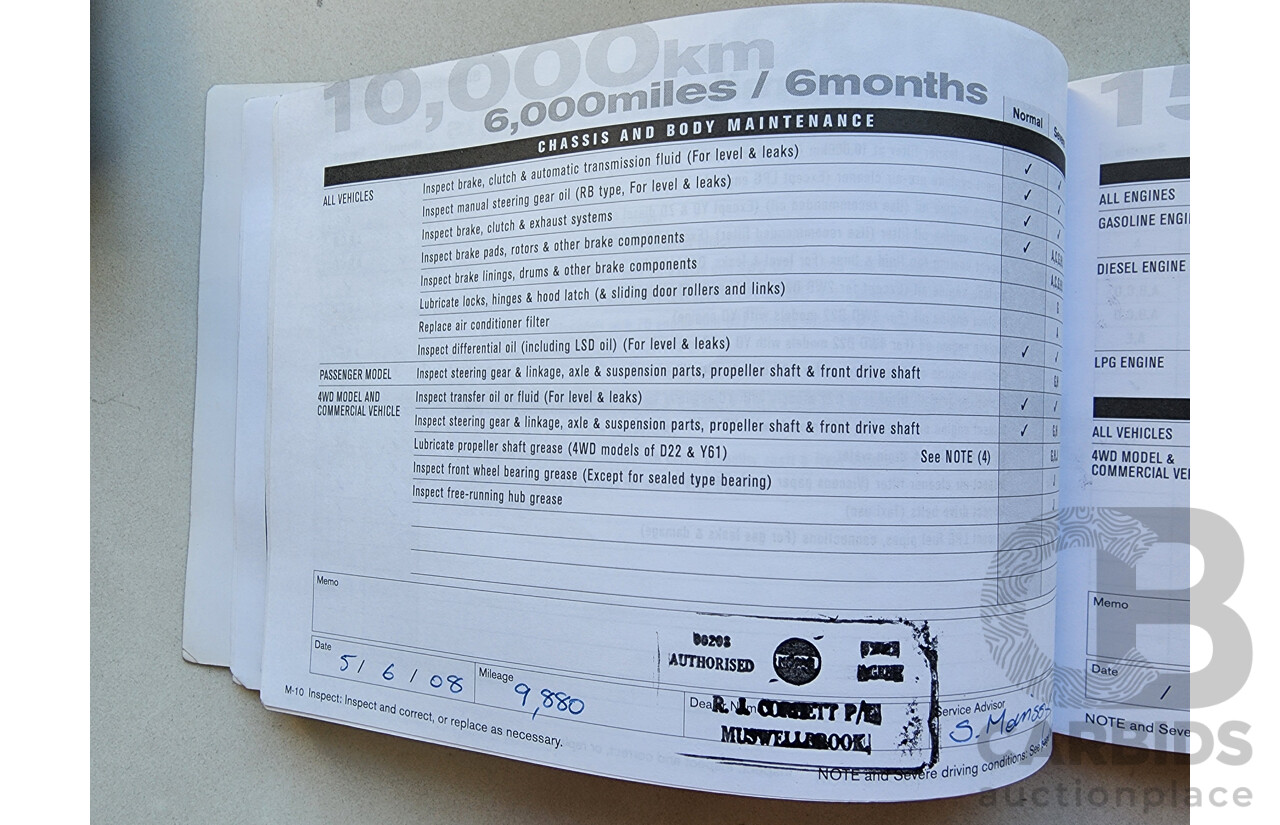 10,000km
6,000miles / 6months
CHASSIS AND BODY MAINTENANCE Normal
ALL VEHICLES Inspect brake, clutch & automatic transmission fluid (For level & leaks) ✓
Inspect manual steering gear oil (RB type, For level & leaks) ✓
Inspect brake, clutch & exhaust systems ✓
Inspect brake pads, rotors & other brake components ✓
Inspect brake linings, drums & other brake components
Lubricate locks, hinges & hood latch (& sliding door rollers and links)
Replace air conditioner filter
Inspect differential oil (including LSD oil) (For level & leaks) ✓
PASSENGER MODEL Inspect steering gear & linkage, axle & suspension parts, propeller shaft & front drive shaft
4WD MODEL AND
COMMERCIAL VEHICLE
Inspect transfer oil or fluid (For level & leaks) ✓
Inspect steering gear & linkage, axle & suspension parts, propeller shaft & front drive shaft ✓
Lubricate propeller shaft grease (4WD models of D22 & Y61) See NOTE (4)
Inspect front wheel bearing grease (Except for sealed type bearing)
Inspect free-running hub grease
Memo
Date 5/6/08 Mileage 9,880
AUTHORISED
MUSWELLBROOK
Service Advisor
M-10 Inspect: Inspect and correct, or replace as necessary.
NOTE and Severe driving conditions: See
15
ALL ENGINES
GASOLINE
DIESEL ENGINE
LPG ENGINE
ALL VEHICLES
4WD MODEL &
COMMERCIAL
Memo
Date /
NOTE and
CB
CARBIDS
auctionplace